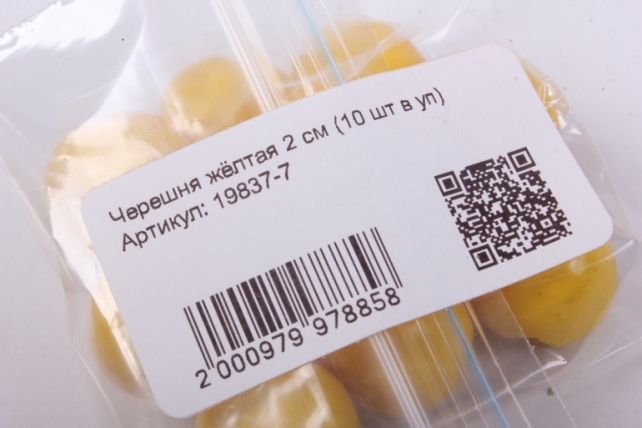 Черешня жёлтая 2 см (10 шт в уп)
Артикул: 19837-7
2 000979 978858